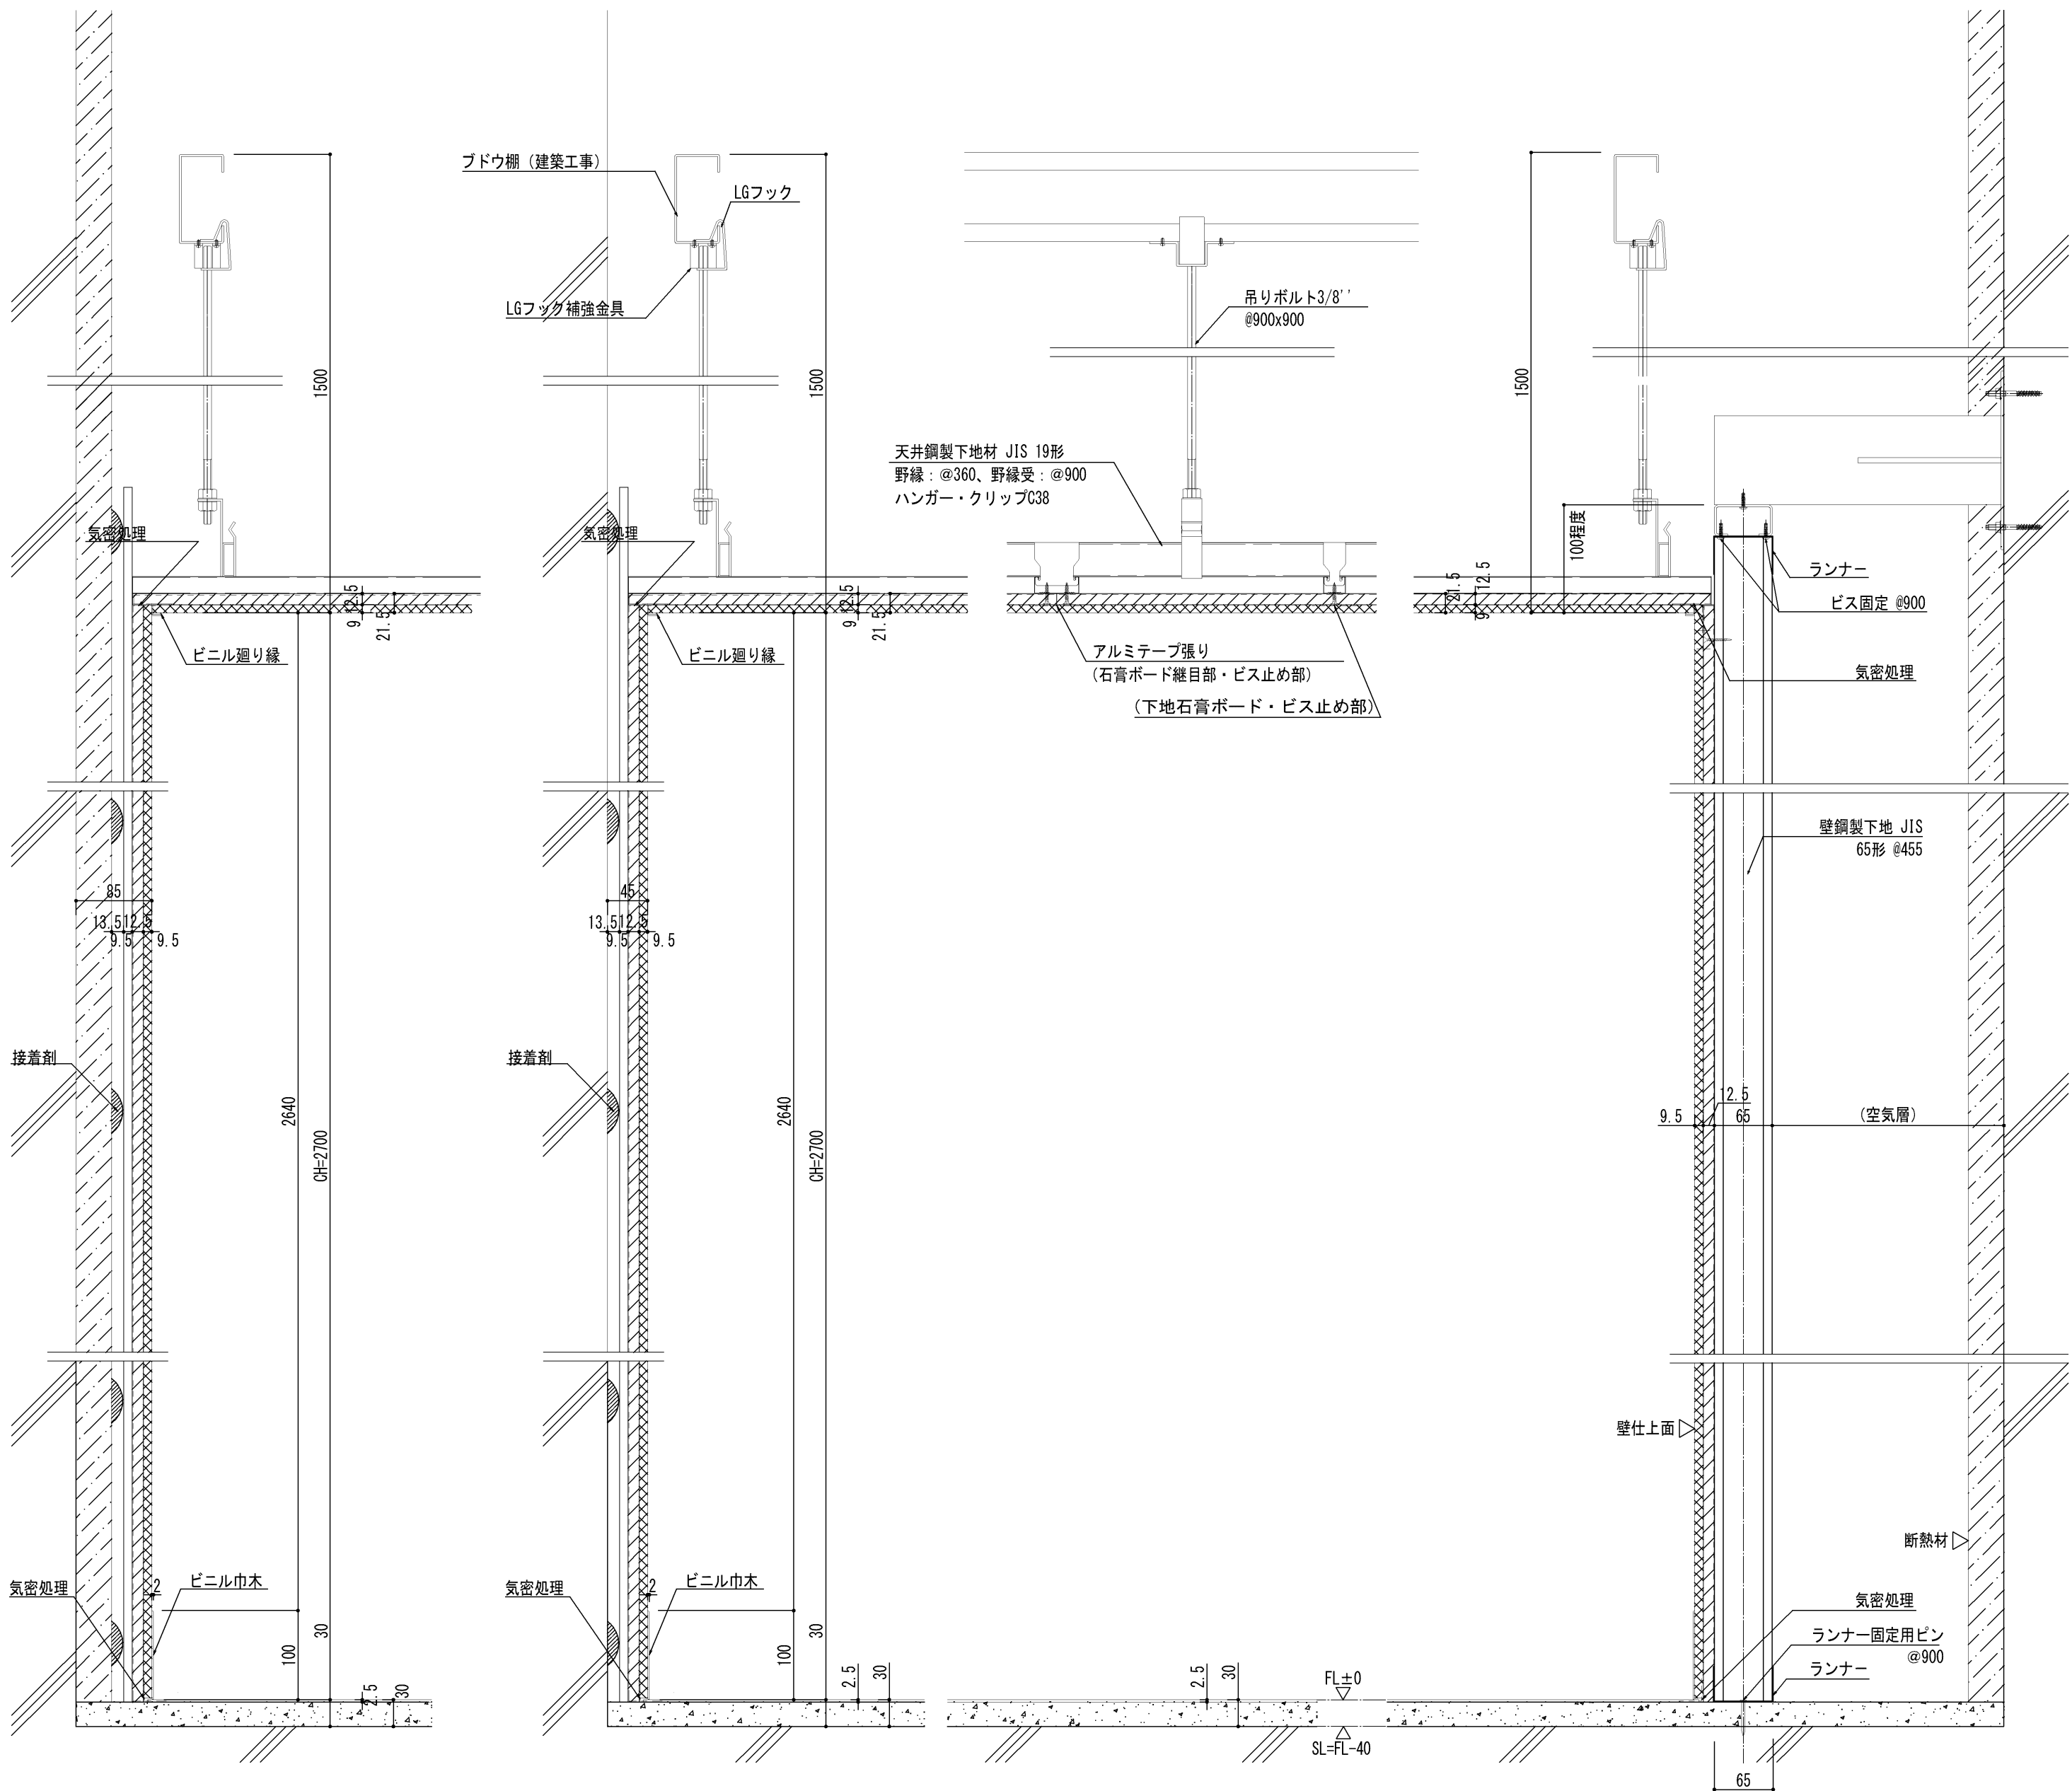 ブドウ棚（建築工事）
LGフック
LGフック補強金具
1500
1500
1500
吊りボルト3/8''
@900x900
天井鋼製下地材 JIS 19形
野縁：@360、野縁受：@900
ハンガー・クリップC38
100程度
気密処理
気密処理
12.5
9
21.5
12.5
9
21.5
21.5
12.5
9
ランナー
ビス固定 @900
ビニル廻り縁
ビニル廻り縁
アルミテープ張り
(石膏ボード継目部・ビス止め部)
(下地石膏ボード・ビス止め部)
気密処理
壁鋼製下地 JIS
65形 @455
85
13.5
12.5
9.5
9.5
45
13.5
12.5
9.5
9.5
接着剤
接着剤
2640
CH=2700
2640
CH=2700
12.5
9.5
65
(空気層)
壁仕上面
断熱材
気密処理
2
ビニル巾木
気密処理
2
ビニル巾木
気密処理
ランナー固定用ピン
@900
ランナー
100
30
2.5
30
100
30
2.5
30
2.5
30
FL±0
SL=FL-40
65